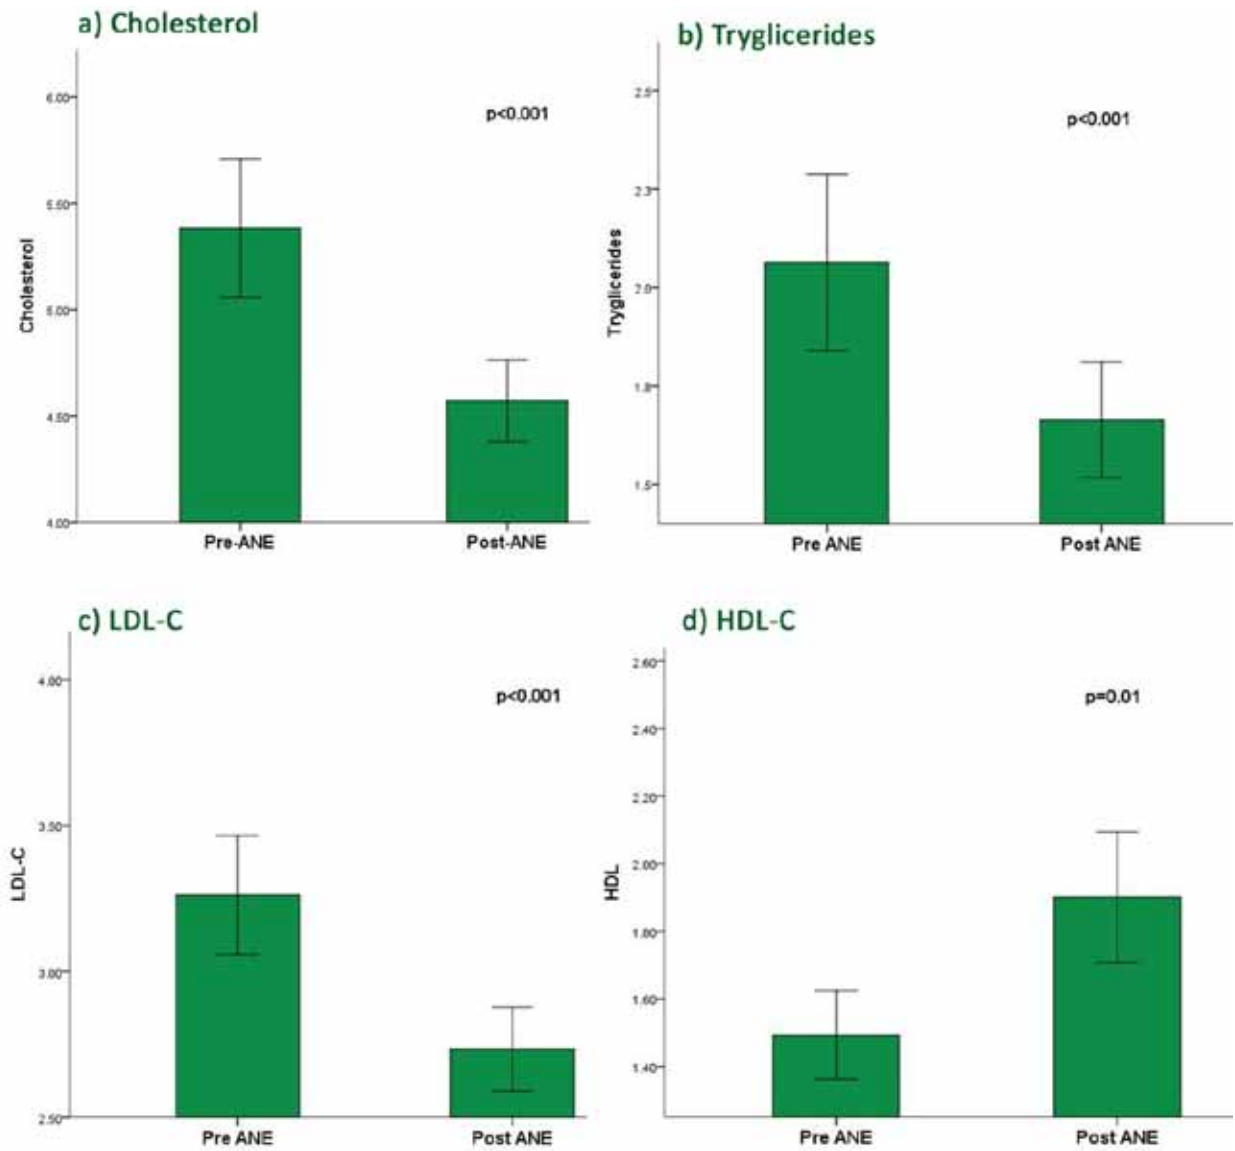 a) Cholesterol
6.00
5.50
5.00
4.50
4.00
Cholesterol
p<0.001
Pre-ANE
Post-ANE
b) Tryglicerides
2.5
2.3
2.0
1.8
1.5
Tryglicerides
p<0.001
Pre ANE
Post ANE
c) LDL-C
4.00
3.50
3.00
2.50
LDL-C
p<0.001
Pre ANE
Post ANE
d) HDL-C
2.60
2.40
2.20
2.00
1.80
1.60
1.40
HDL
p=0.01
Pre ANE
Post ANE